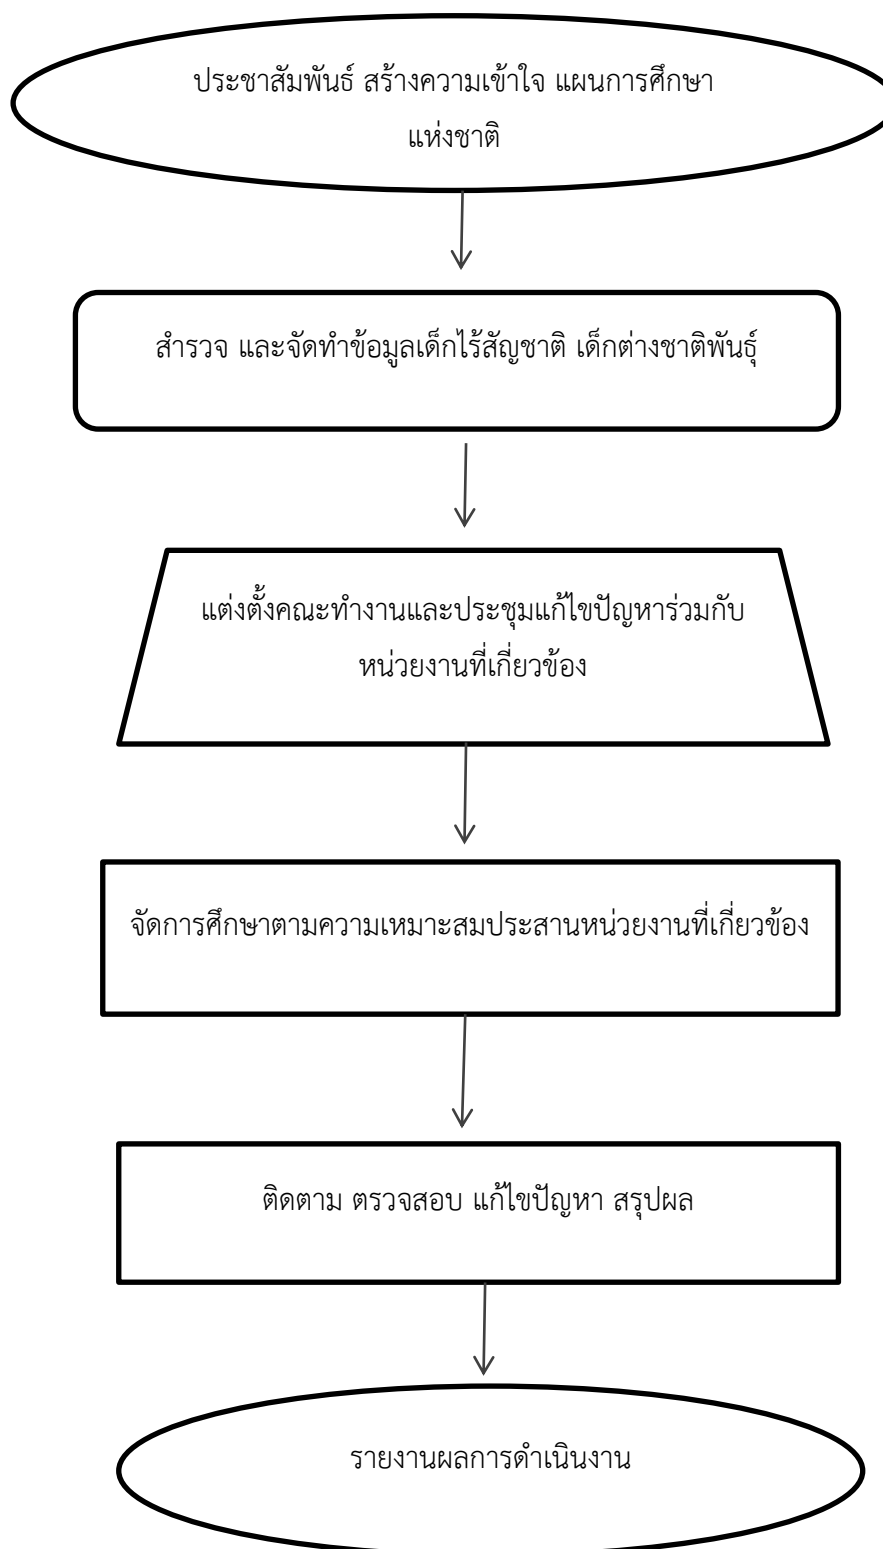 ประชาสัมพันธ์ สร้างความเข้าใจ แผนการศึกษา
แห่งชาติ
สำรวจ และจัดทำข้อมูลเด็กไร้สัญชาติ เด็กต่างชาติพันธุ์
แต่งตั้งคณะทำงานและประชุมแก้ไขปัญหาร่วมกับ
หน่วยงานที่เกี่ยวข้อง
จัดการศึกษาตามความเหมาะสมประสานหน่วยงานที่เกี่ยวข้อง
ติดตาม ตรวจสอบ แก้ไขปัญหา สรุปผล
รายงานผลการดำเนินงาน